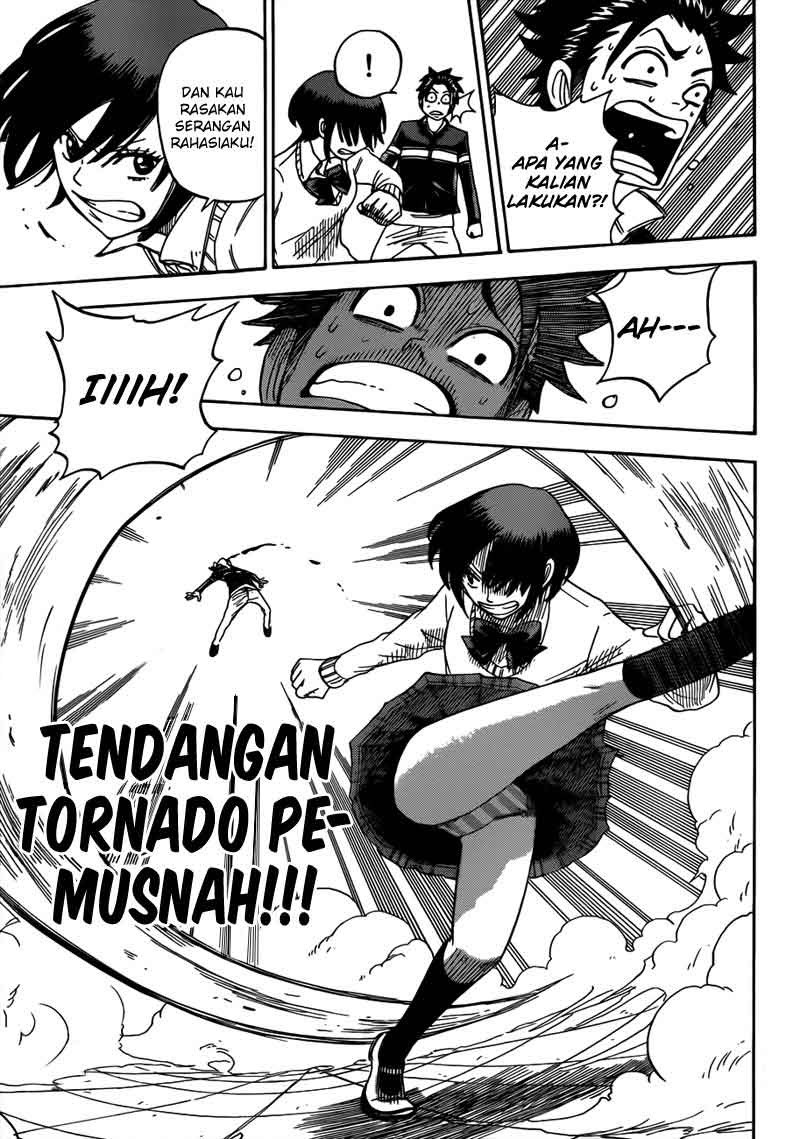 A-
APA YANG
KALIAN
LAKUKAN?!
!
DAN KAU
RASAKAN
SERANGAN
RAHASIAKU!
AH---
IIIIH!
TENDANGAN
TORNADO PE-
MUSNAH!!!